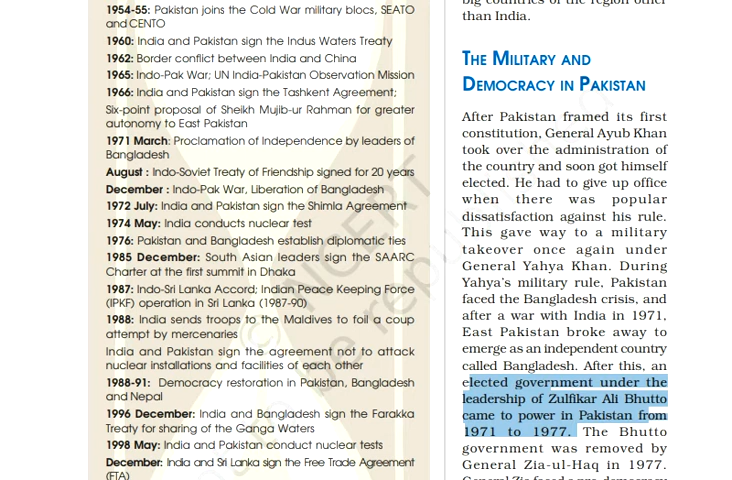 1954-55: Pakistan joins the Cold War military blocs, SEATO
and CENTO
1960: India and Pakistan sign the Indus Waters Treaty
1962: Border conflict between India and China
1965: Indo-Pak War; UN India-Pakistan Observation Mission
1966: India and Pakistan sign the Tashkent Agreement;
Six-point proposal of Sheikh Mujib-ur Rahman for greater
autonomy to East Pakistan
1971 March: Proclamation of Independence by leaders of
Bangladesh
August : Indo-Soviet Treaty of Friendship signed for 20 years
December : Indo-Pak War, Liberation of Bangladesh
1972 July: India and Pakistan sign the Shimla Agreement
1974 May: India conducts nuclear test
1976: Pakistan and Bangladesh establish diplomatic ties
1985 December: South Asian leaders sign the SAARC
Charter at the first summit in Dhaka
1987: Indo-Sri Lanka Accord; Indian Peace Keeping Force
(IPKF) operation in Sri Lanka (1987-90)
1988: India sends troops to the Maldives to foil a coup
attempt by mercenaries
India and Pakistan sign the agreement not to attack
nuclear installations and facilities of each other
1988-91: Democracy restoration in Pakistan, Bangladesh
and Nepal
1996 December: India and Bangladesh sign the Farakka
Treaty for sharing of the Ganga Waters
1998 May: India and Pakistan conduct nuclear tests
December: India and Sri Lanka sign the Free Trade Agreement
(FTA)
big countries of the region other
than India.
THE MILITARY AND
DEMOCRACY IN PAKISTAN
After Pakistan framed its first
constitution, General Ayub Khan
took over the administration of
the country and soon got himself
elected. He had to give up office
when there was popular
dissatisfaction against his rule.
This gave way to a military
takeover once again under
General Yahya Khan. During
Yahya's military rule, Pakistan
faced the Bangladesh crisis, and
after a war with India in 1971,
East Pakistan broke away to
emerge as an independent country
called Bangladesh. After this, an
elected government under the
leadership of Zulfikar Ali Bhutto
came to power in Pakistan from
1971 to 1977. The Bhutto
government was removed by
General Zia-ul-Haq in 1977.
General Zia faced a pro-democracy
© NCERT
be republished